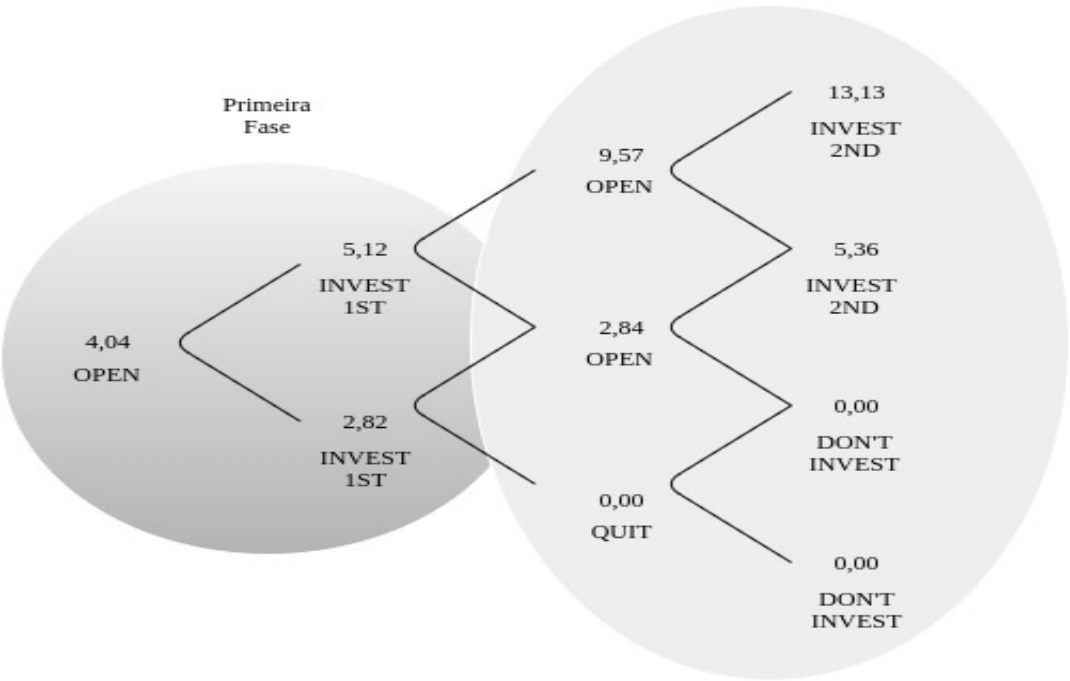 Primeira
Fase
4,04
OPEN
5,12
INVEST
1ST
2,82
INVEST
1ST
9,57
OPEN
2,84
OPEN
0,00
QUIT
13,13
INVEST
2ND
5,36
INVEST
2ND
0,00
DON'T
INVEST
0,00
DON'T
INVEST